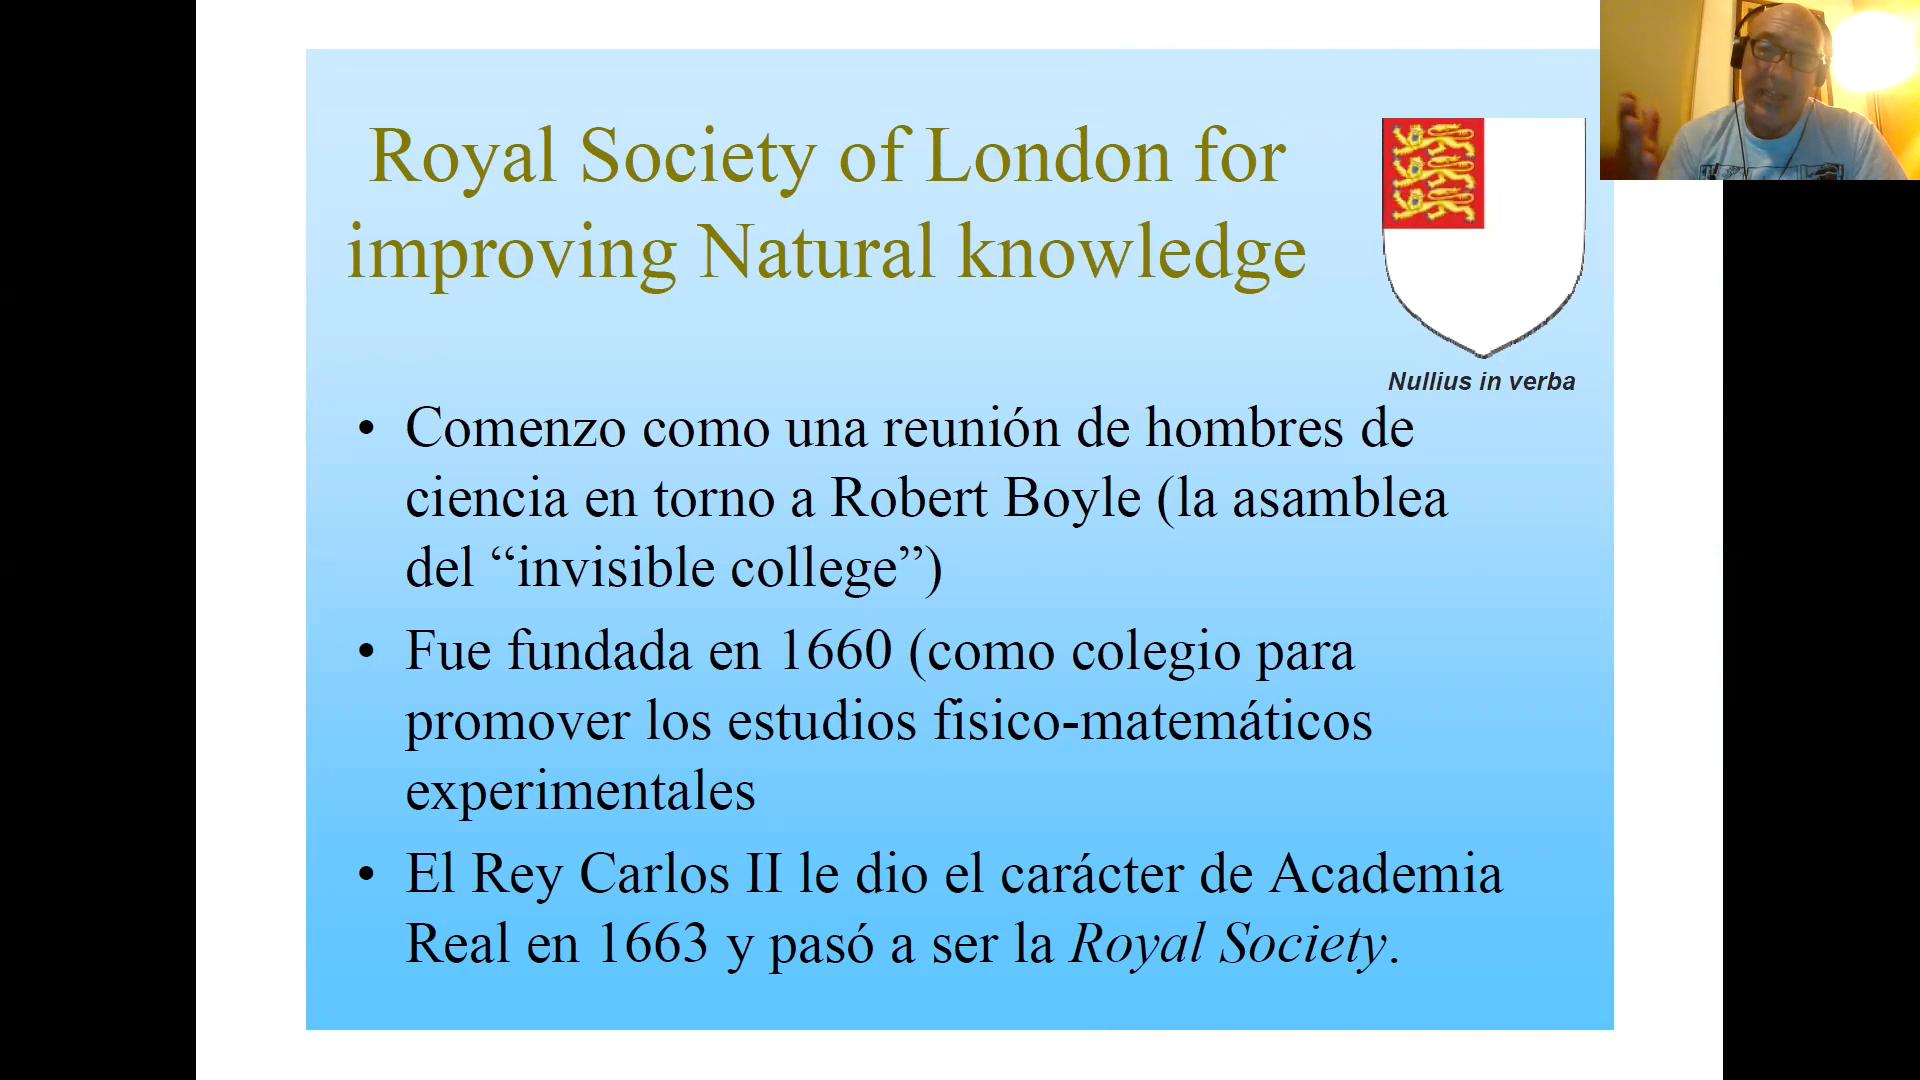 Royal Society of London for
improving Natural knowledge
Nullius in verba
• Comenzo como una reunión de hombres de
ciencia en torno a Robert Boyle (la asamblea
del “invisible college”)
• Fue fundada en 1660 (como colegio para
promover los estudios fisico-matemáticos
experimentales
• El Rey Carlos II le dio el carácter de Academia
Real en 1663 y pasó a ser la Royal Society.